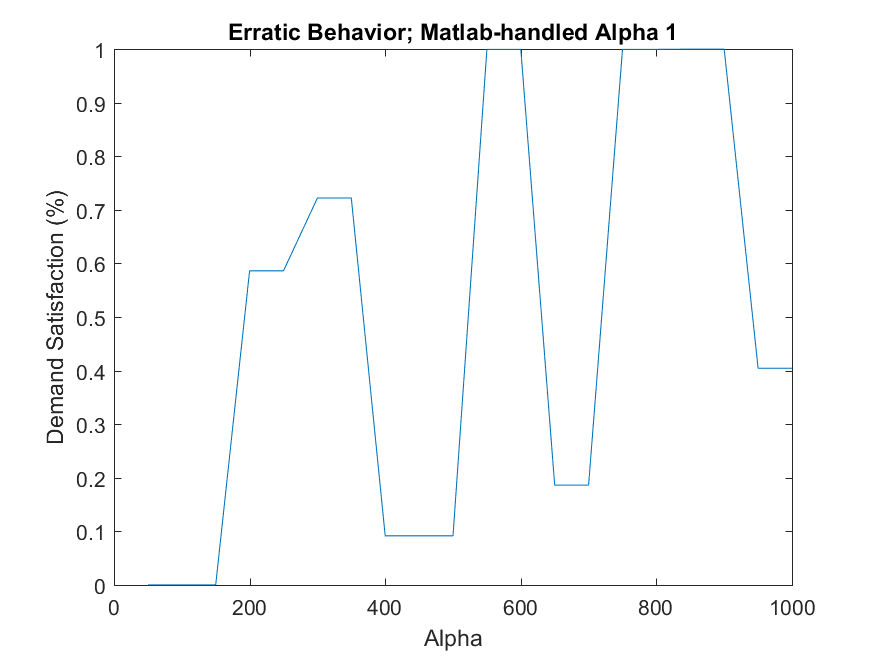 Erratic Behavior; Matlab-handled Alpha 1
Demand Satisfaction (%)
1
0.9
0.8
0.7
0.6
0.5
0.4
0.3
0.2
0.1
0
0 200 400 600 800 1000
Alpha